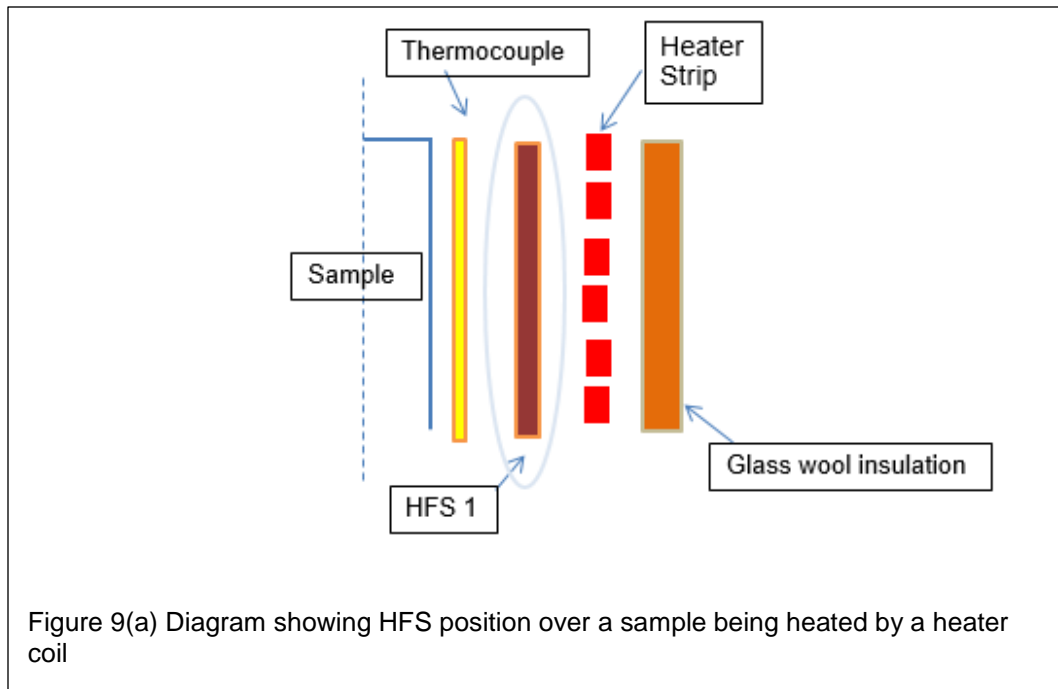 Thermocouple
Heater
Strip
Sample
HFS 1
Glass wool insulation
Figure 9(a) Diagram showing HFS position over a sample being heated by a heater
coil